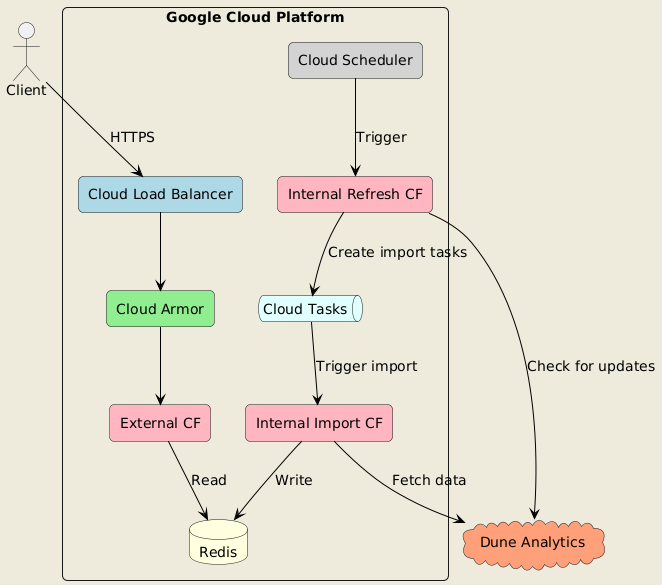 Google Cloud Platform
Cloud Scheduler
Client
HTTPS
Trigger
Cloud Load Balancer
Internal Refresh CF
Create import tasks
Cloud Armor
Cloud Tasks
Trigger import
Check for updates
External CF
Internal Import CF
Read
Write
Fetch data
Redis
Dune Analytics